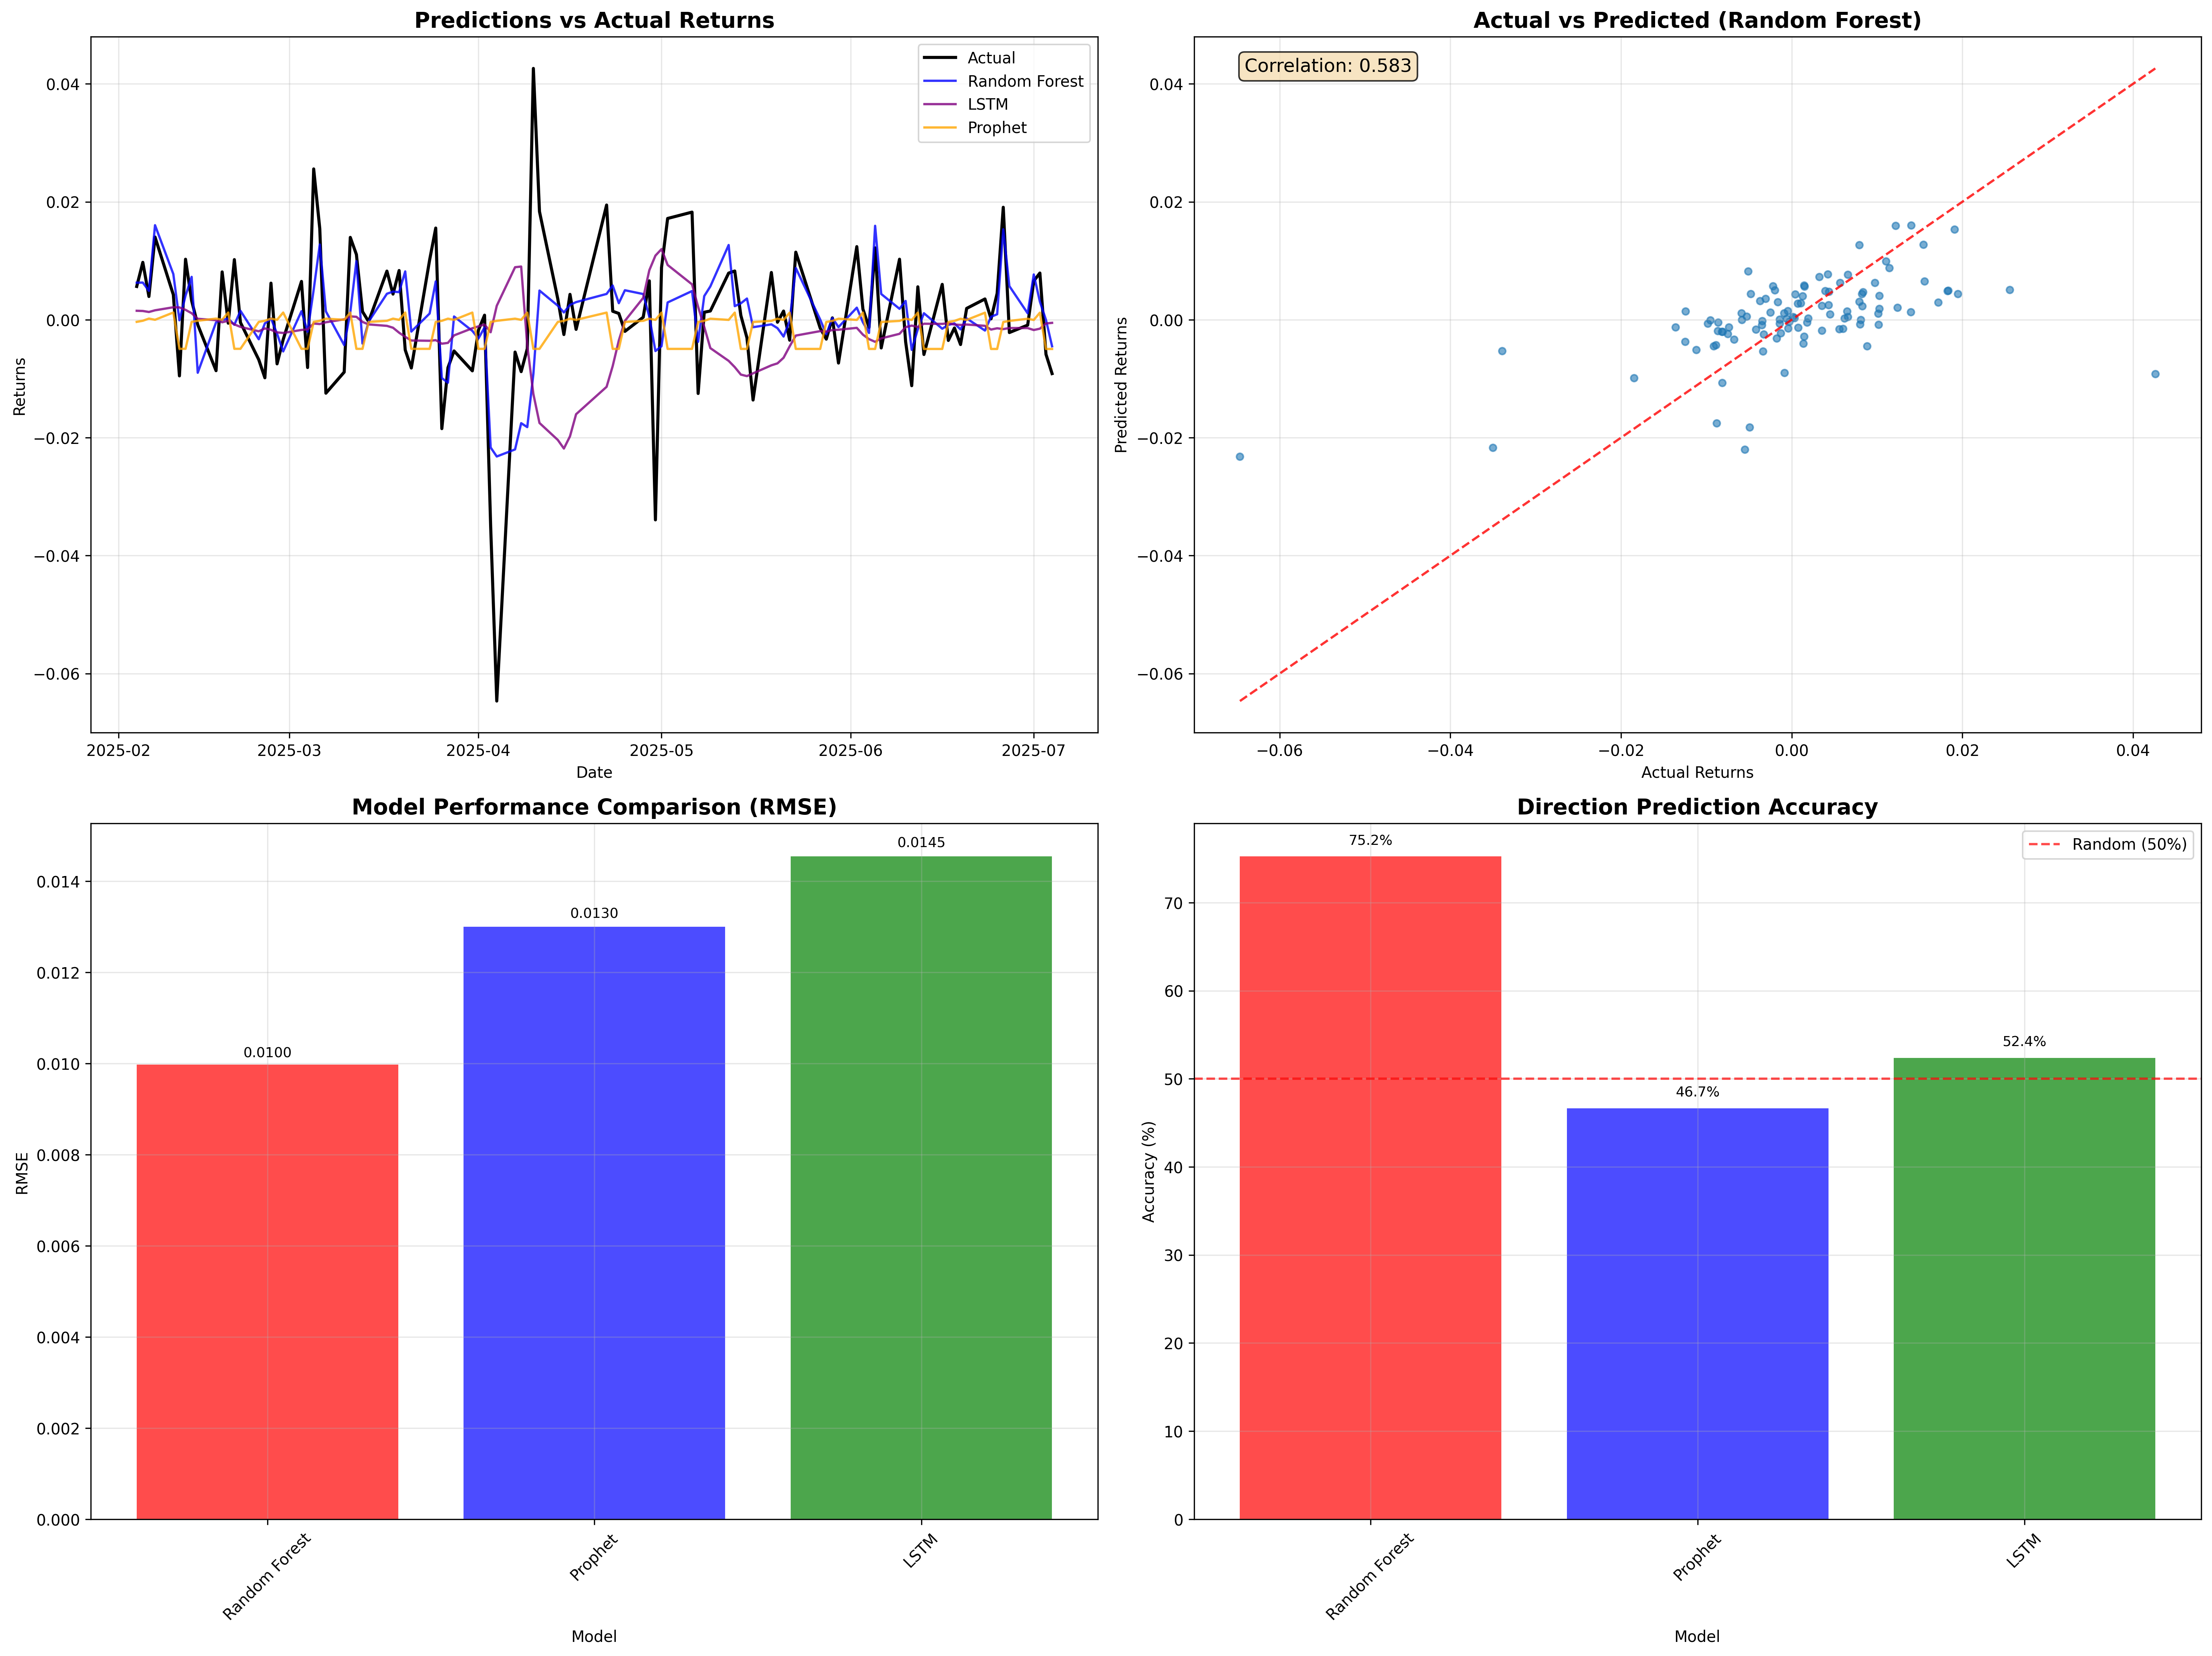 Predictions vs Actual Returns
Actual
Random Forest
LSTM
Prophet
0.04
0.02
0.00
−0.02
−0.04
−0.06
Returns
2025-02 2025-03 2025-04 2025-05 2025-06 2025-07
Date
Actual vs Predicted (Random Forest)
Correlation: 0.583
0.04
0.02
0.00
−0.02
−0.04
−0.06
Predicted Returns
−0.06 −0.04 −0.02 0.00 0.02 0.04
Actual Returns
Model Performance Comparison (RMSE)
0.0145
0.0130
0.0100
0.014
0.012
0.010
0.008
0.006
0.004
0.002
0.000
RMSE
Random Forest
Prophet
LSTM
Model
Direction Prediction Accuracy
75.2%
Random (50%)
52.4%
46.7%
70
60
50
40
30
20
10
0
Accuracy (%)
Random Forest
Prophet
LSTM
Model